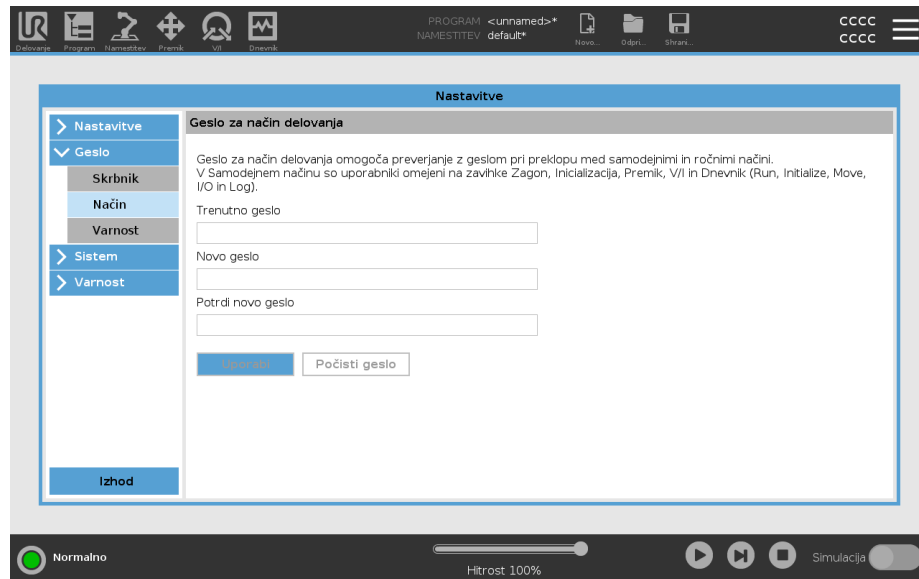 UR
Delovanje
Program
Namestitev
Premik
V/I
Dnevnik
PROGRAM <unnamed>*
NAMESTITEV default*
Novo...
Odpri...
Shrani...
CCCC
CCCC
Nastavitve
Nastavitve
Geslo
Skrbnik
Način
Varnost
Sistem
Varnost
Izhod
Geslo za način delovanja
Geslo za način delovanja omogoča preverjanje z geslom pri preklopu med samodejnimi in ročnimi načini.
V Samodejnem načinu so uporabniki omejeni na zavihke Zagon, Inicializacija, Premik, V/I in Dnevnik (Run, Initialize, Move,
I/O in Log).
Trenutno geslo
Novo geslo
Potrdi novo geslo
Uporabi
Počisti geslo
Normalno
Hitrost 100%
Simulacija